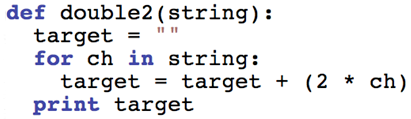 def double2(string):
  target = ""
  for ch in string:
    target = target + (2 * ch)
  print target